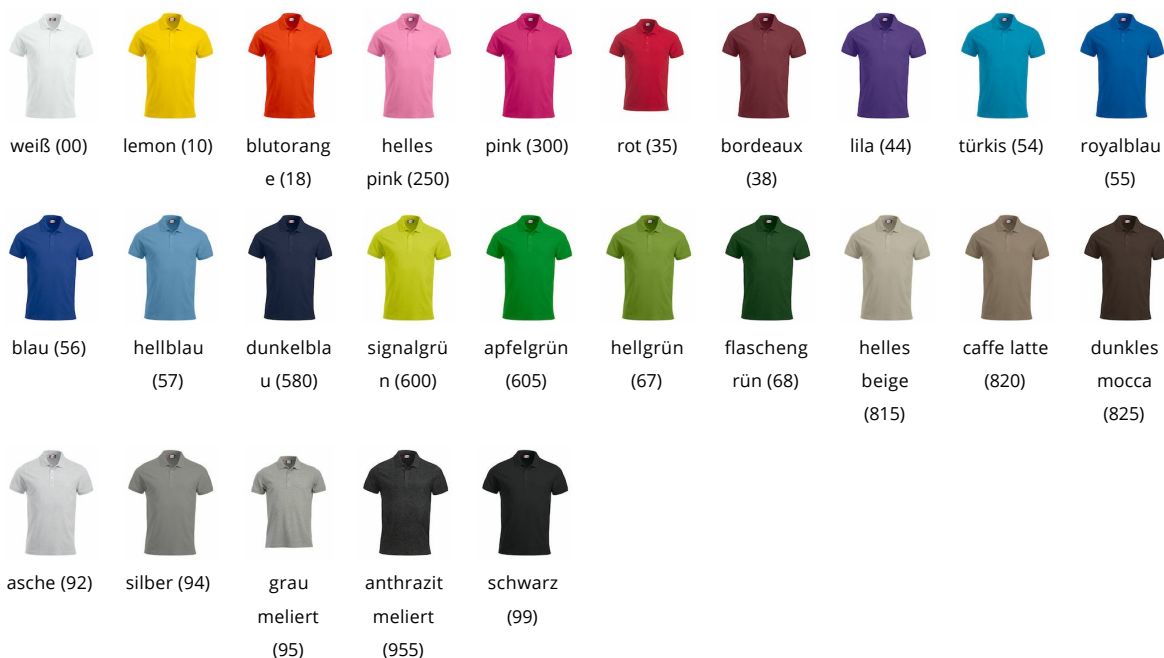 weiß (00)
lemon (10)
blutorang
e (18)
helles
pink (250)
pink (300)
rot (35)
bordeaux
(38)
lila (44)
türkis (54)
royalblau
(55)
blau (56)
hellblau
(57)
dunkelbla
u (580)
signalgrü
n (600)
apfelgrün
(605)
hellgrün
(67)
flascheng
rün (68)
helles
beige
(815)
caffe latte
(820)
dunkles
mocca
(825)
asche (92)
silber (94)
grau
meliert
(95)
anthrazit
meliert
(955)
schwarz
(99)